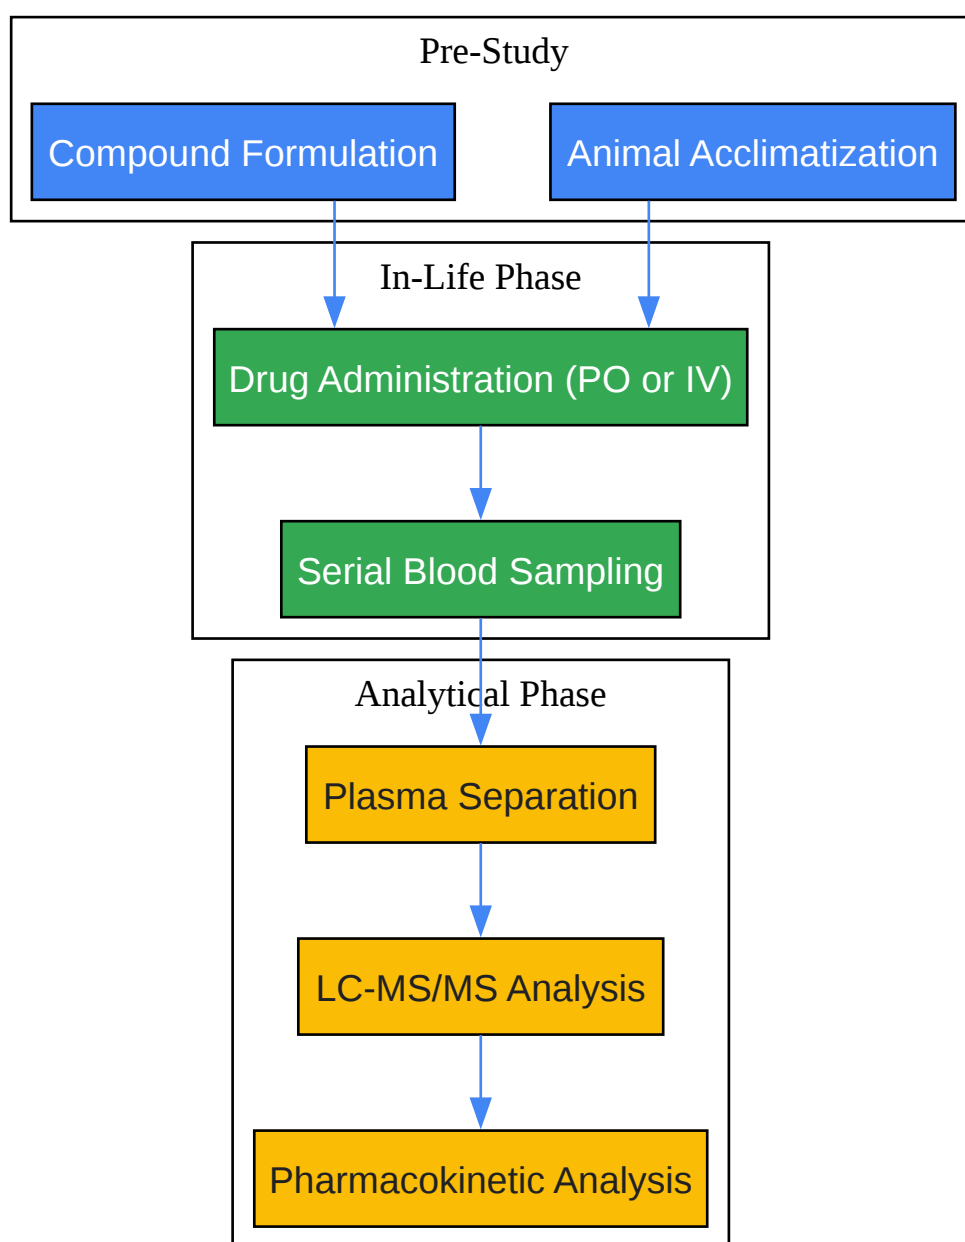 Pre-Study
Compound Formulation
Animal Acclimatization
In-Life Phase
Drug Administration (PO or IV)
Serial Blood Sampling
Analytical Phase
Plasma Separation
LC-MS/MS Analysis
Pharmacokinetic Analysis